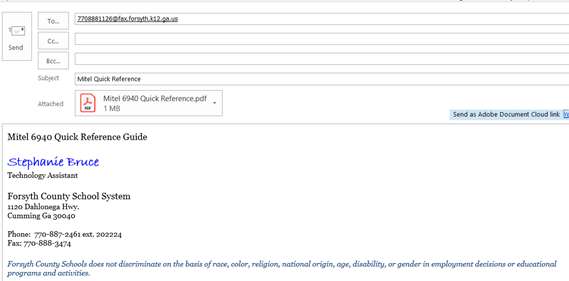 To...
7708881126@fax.forsyth.k12.ga.us
Send
Cc...
Bcc...
Subject
Mitel Quick Reference
Attached
Mitel 6940 Quick Reference.pdf
1 MB
PDF
Send as Adobe Document Cloud link
Mitel 6940 Quick Reference Guide
Stephanie Bruce
Technology Assistant
Forsyth County School System
1120 Dahlonega Hwy.
Cumming Ga 30040
Phone: 770-887-2461 ext. 202224
Fax: 770-888-3474
Forsyth County Schools does not discriminate on the basis of race, color, religion, national origin, age, disability, or gender in employment decisions or educational
programs and activities.